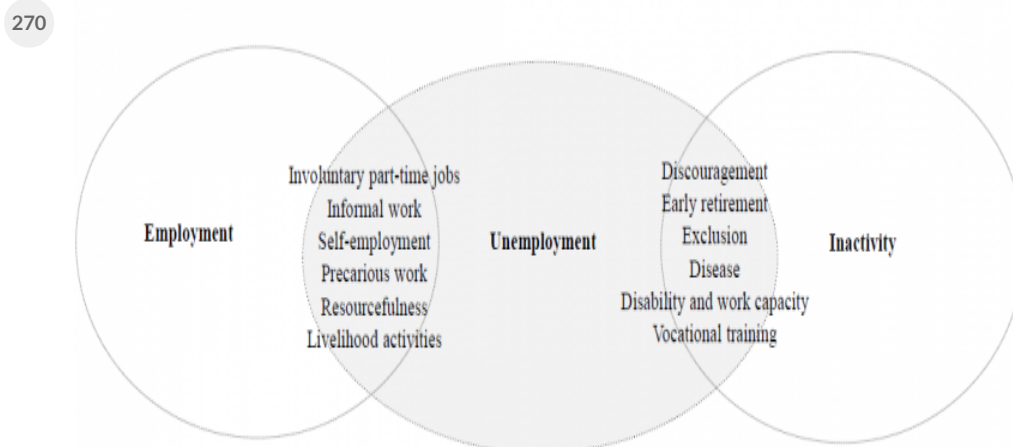 270
Employment
Involuntary part-time jobs
Informal work
Self-employment
Precarious work
Resourcefulness
Livelihood activities
Unemployment
Discouragement
Early retirement
Exclusion
Disease
Disability and work capacity
Vocational training
Inactivity